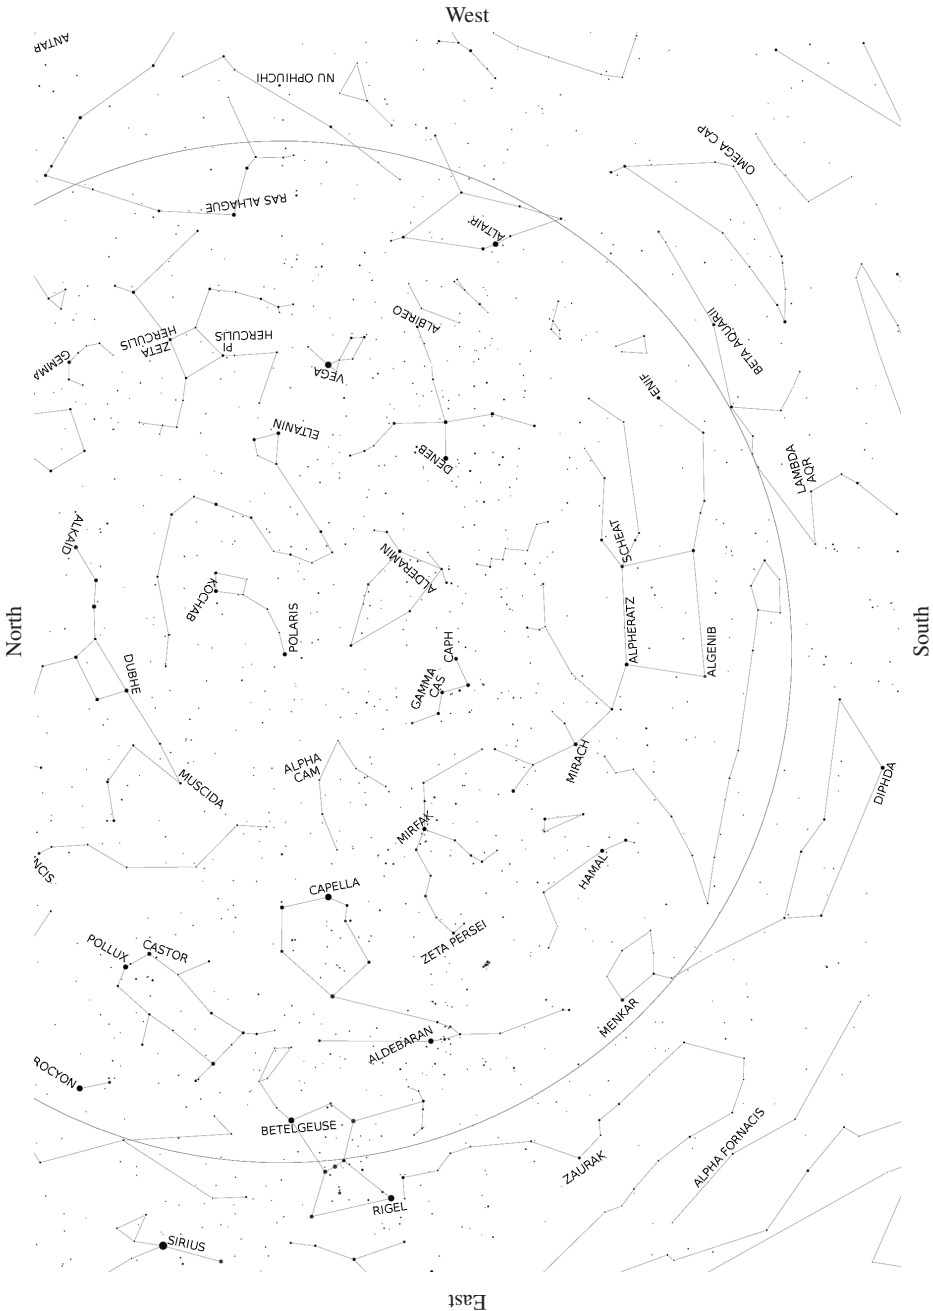 West
ANTAR
NU OPHIUCHI
OMEGA CAP
RAS ALHAGUE
ALTAIR
ALBIREO
ZETA
HERCULIS
PI
HERCULIS
BETA AQUARII
GEMMA
VEGA
ENIF
ELTANIN
DENEB
LAMBDA
AQR
ALKAID
SCHEAT
ALDERAMIN
KOCHAB
North
South
POLARIS
ALPHERATZ
ALGENIB
CAPH
DUBHE
GAMMA
CAS
MIRACH
ALPHA
CAM
MUSCIDA
DIPHDA
MIRFAK
NCIS
HAMAL
CAPELLA
ZETA PERSEI
POLLUX
CASTOR
MENKAR
ALDEBARAN
ROCYON
BETELGEUSE
ZAURAK
ALPHA FORNACIS
RIGEL
SIRIUS
East